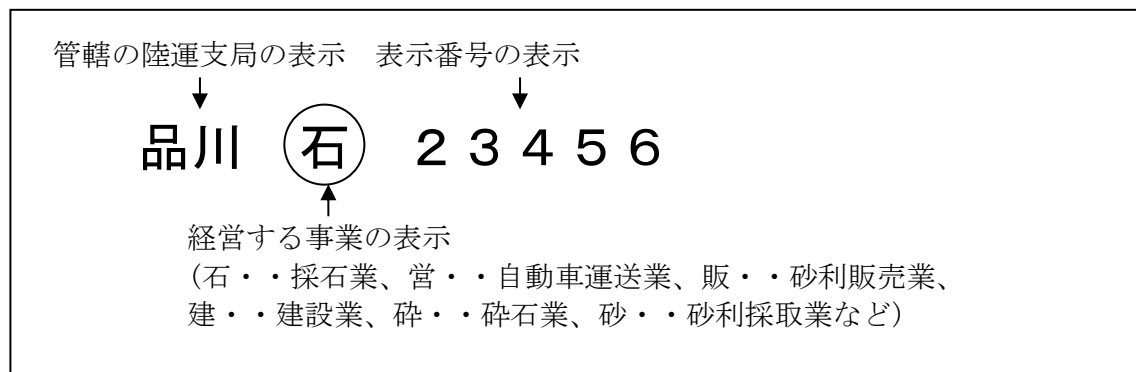 管轄の陸運支局の表示　表示番号の表示
品川　石　２３４５６
経営する事業の表示
（石・・採石業、営・・自動車運送業、販・・砂利販売業、
建・・建設業、砕・・砕石業、砂・・砂利採取業など）